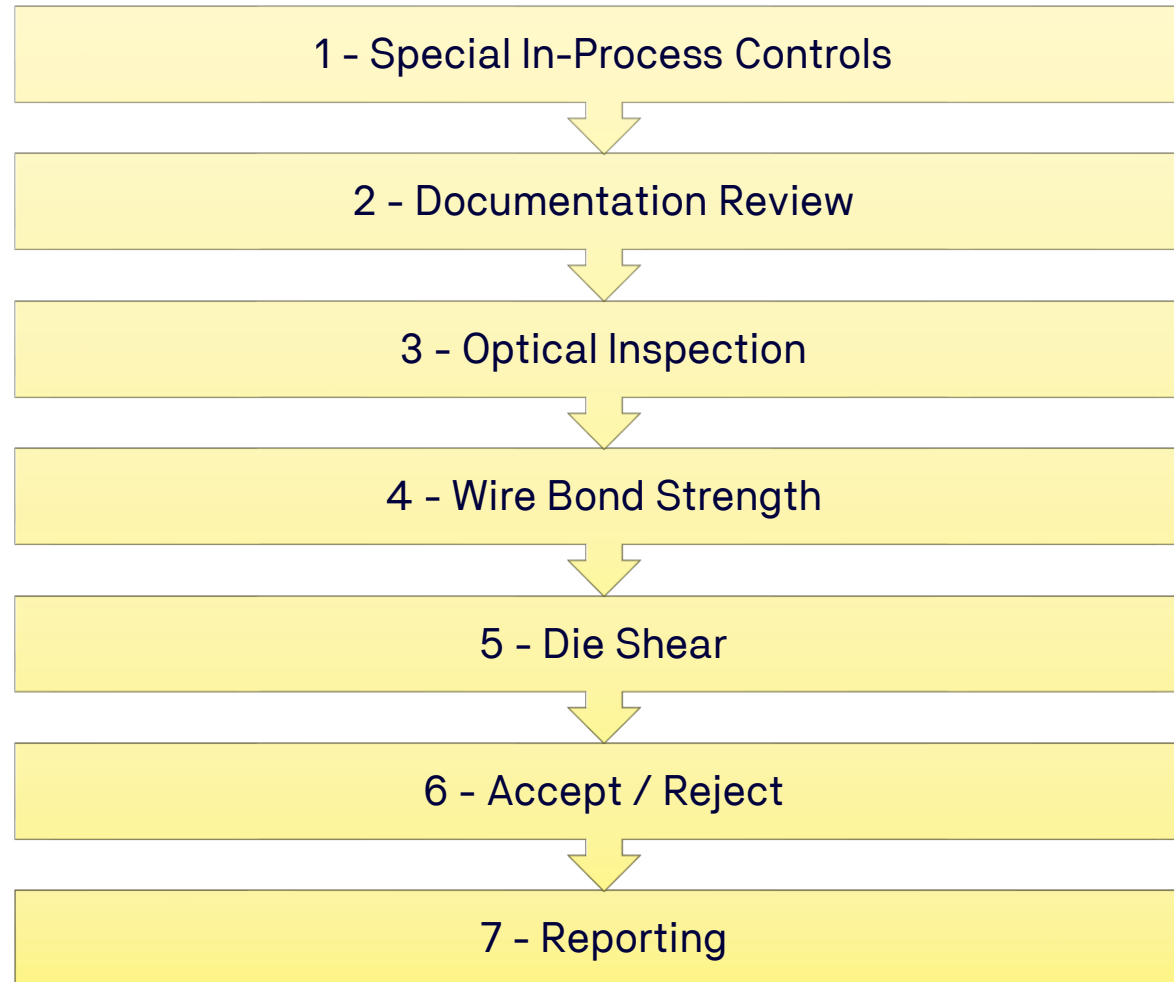 1 - Special In-Process Controls
2 - Documentation Review
3 - Optical Inspection
4 - Wire Bond Strength
5 - Die Shear
6 - Accept / Reject
7 - Reporting